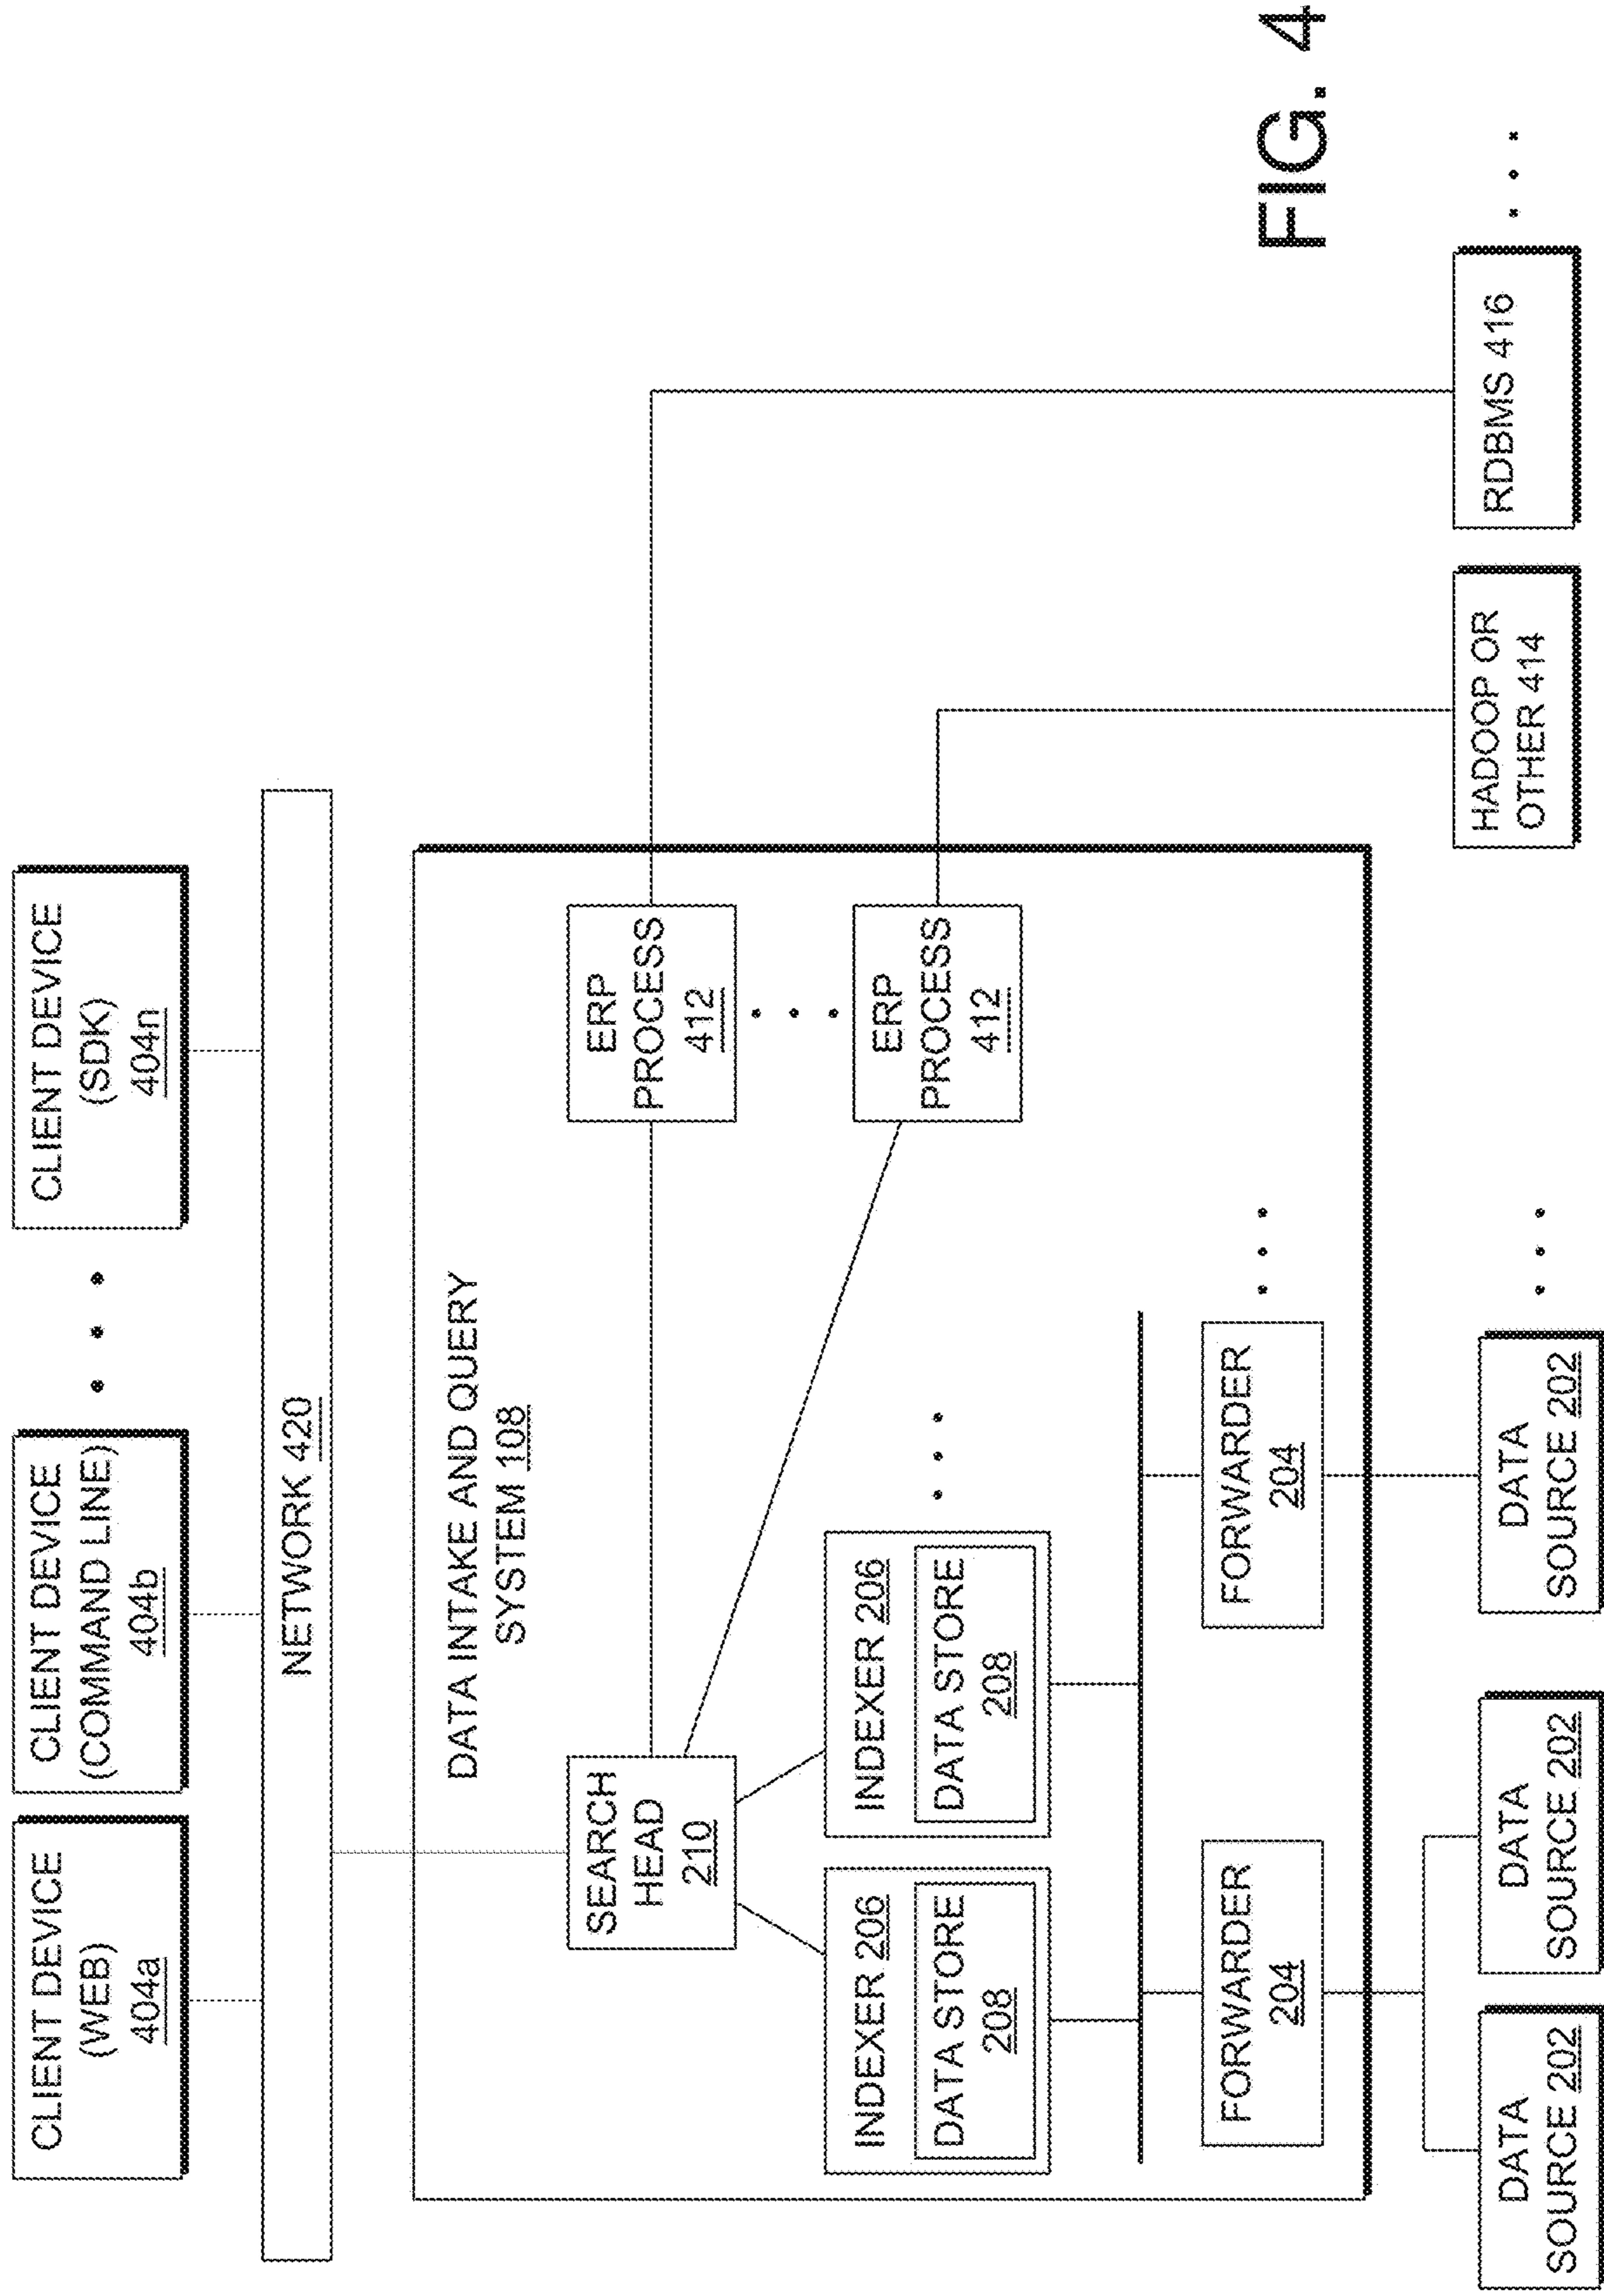 CLIENT DEVICE
(WEB)
404a
CLIENT DEVICE
(COMMAND LINE)
404b
CLIENT DEVICE
(SDK)
404n
NETWORK 420
DATA INTAKE AND QUERY
SYSTEM 108
SEARCH
HEAD
210
ERP
PROCESS
412
ERP
PROCESS
412
INDEXER 206
DATA STORE
208
INDEXER 206
DATA STORE
208
FORWARDER
204
FORWARDER
204
DATA
SOURCE 202
DATA
SOURCE 202
DATA
SOURCE 202
HADOOP OR
OTHER 414
RDBMS 416
FIG. 4